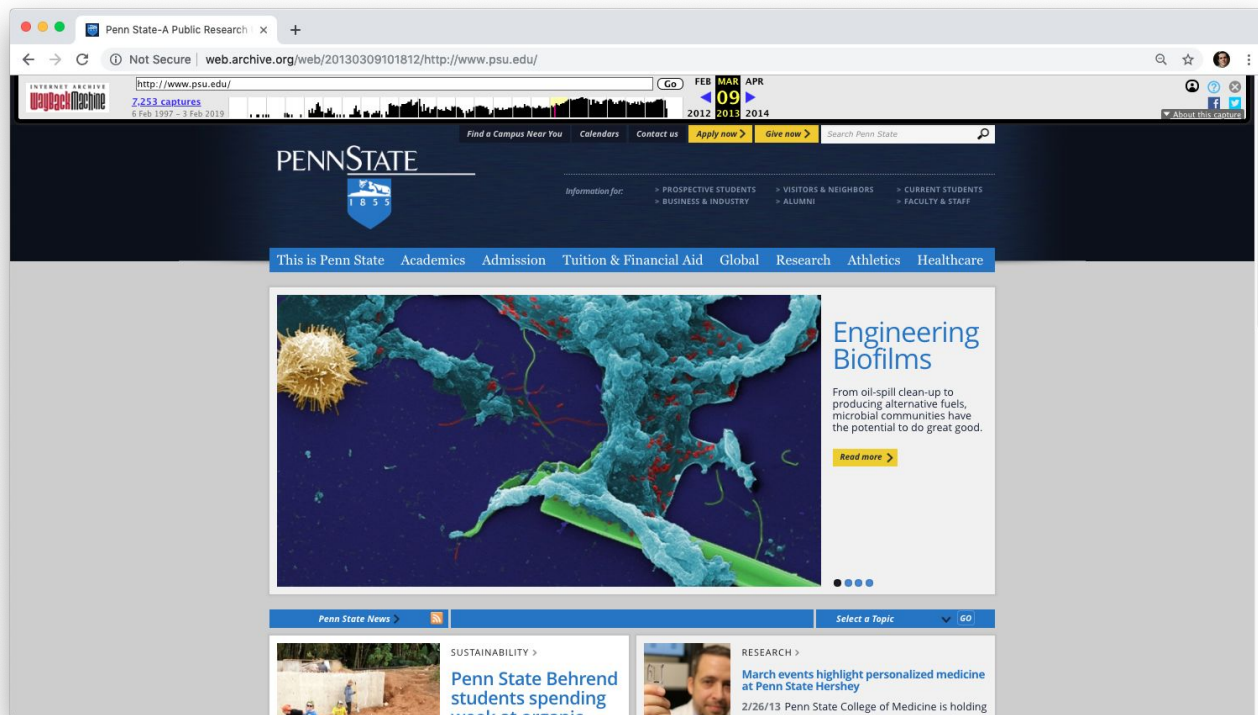 Penn State-A Public Research
Not Secure | web.archive.org/web/20130309101812/http://www.psu.edu/
INTERNET ARCHIVE
WayBackMachine
http://www.psu.edu/
Go
FEB MAR APR
7,253 captures
09
6 Feb 1997 – 3 Feb 2019
2012 2013 2014
About this capture
Find a Campus Near You Calendars Contact us Apply now Give now Search Penn State
PENNSTATE
1855
Information for:
> PROSPECTIVE STUDENTS > VISITORS & NEIGHBORS > CURRENT STUDENTS
> BUSINESS & INDUSTRY > ALUMNI > FACULTY & STAFF
This is Penn State Academics Admission Tuition & Financial Aid Global Research Athletics Healthcare
Engineering
Biofilms
From oil-spill clean-up to
producing alternative fuels,
microbial communities have
the potential to do great good.
Read more
Penn State News
Select a Topic
GO
SUSTAINABILITY >
Penn State Behrend
students spending
week at organic
RESEARCH >
March events highlight personalized medicine
at Penn State Hershey
2/26/13 Penn State College of Medicine is holding